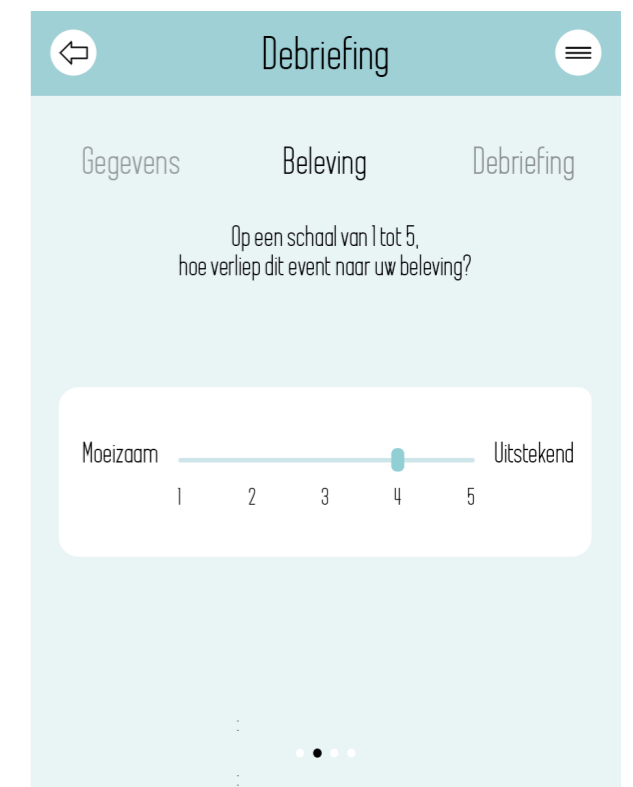 Debriefing
Gegevens Beleving Debriefing
Op een schaal van 1 tot 5,
hoe verliep dit event naar uw beleving?
Moeizaam Uitstekend
1 2 3 4 5
:
: